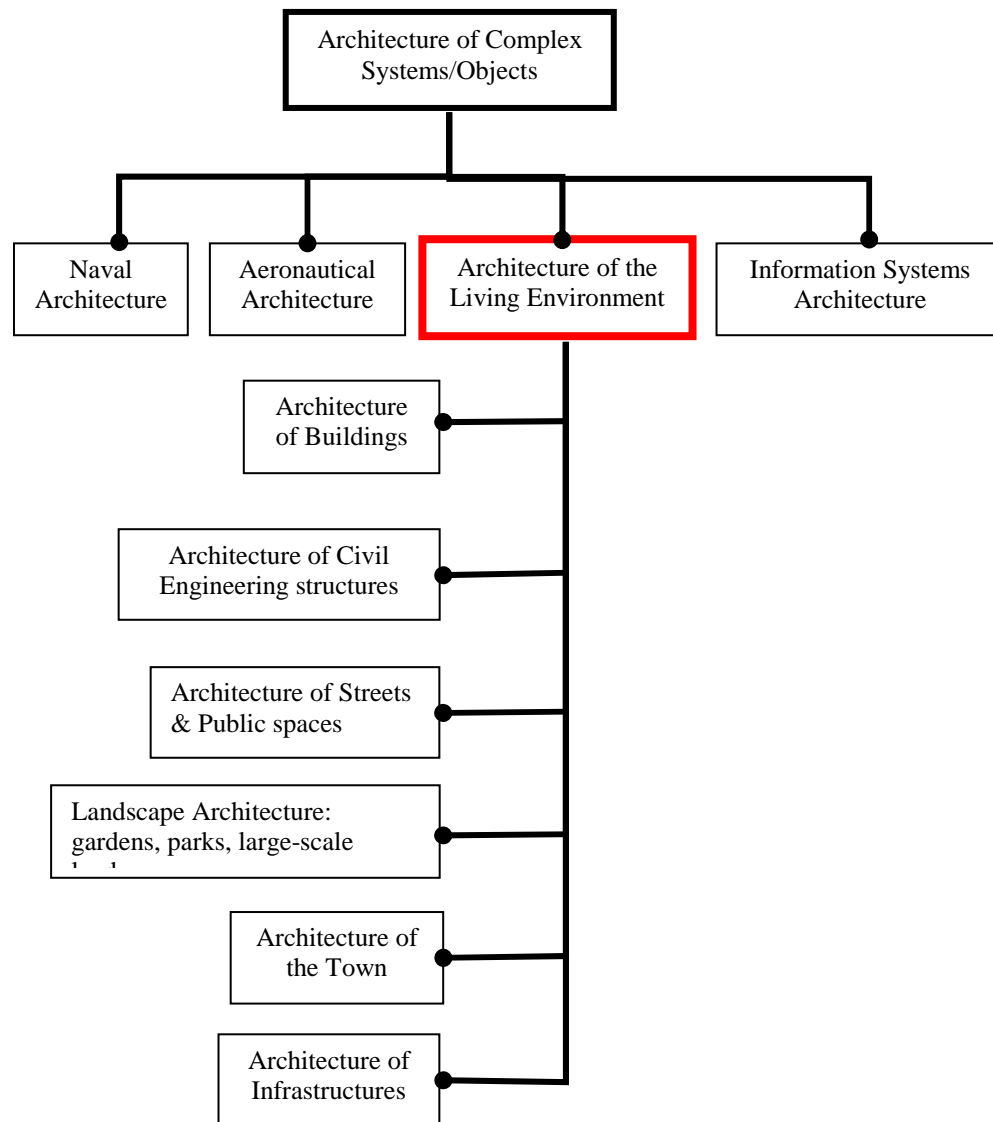 Architecture of Complex
Systems/Objects
Naval
Architecture
Aeronautical
Architecture
Architecture of the
Living Environment
Information Systems
Architecture
Architecture
of Buildings
Architecture of Civil
Engineering structures
Architecture of Streets
& Public spaces
Landscape Architecture:
gardens, parks, large-scale
Architecture of
the Town
Architecture of
Infrastructures